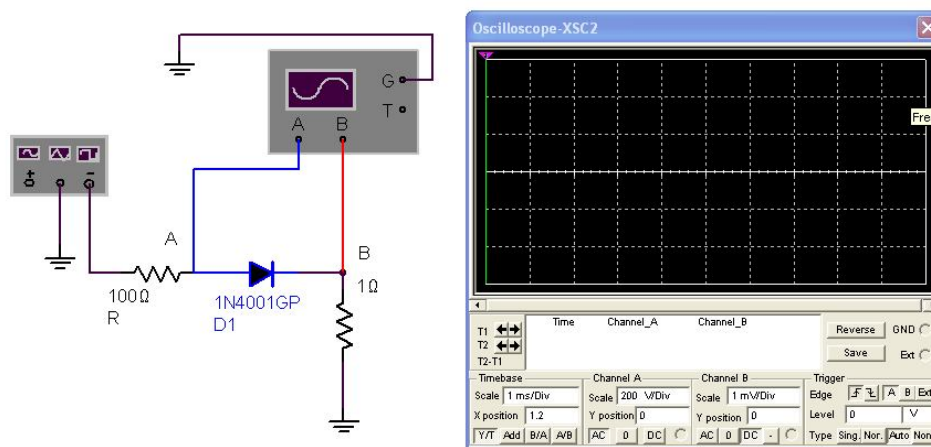 G
T
A B
+ -
A
B
100Ω
R
1N4001GP
D1
1Ω
Oscilloscope-XSC2
Fre
Time Channel_A Channel_B
T1
T2
T2-T1
Reverse
Save
GND
Ext
Timebase
Scale 1 ms/Div
X position 1.2
Y/T Add B/A A/B
Channel A
Scale 200 V/Div
Y position 0
AC 0 DC
Channel B
Scale 1 mV/Div
Y position 0
AC 0 DC -
Trigger
Edge A B Ext
Level 0 V
Type Sing. Nor. Auto None